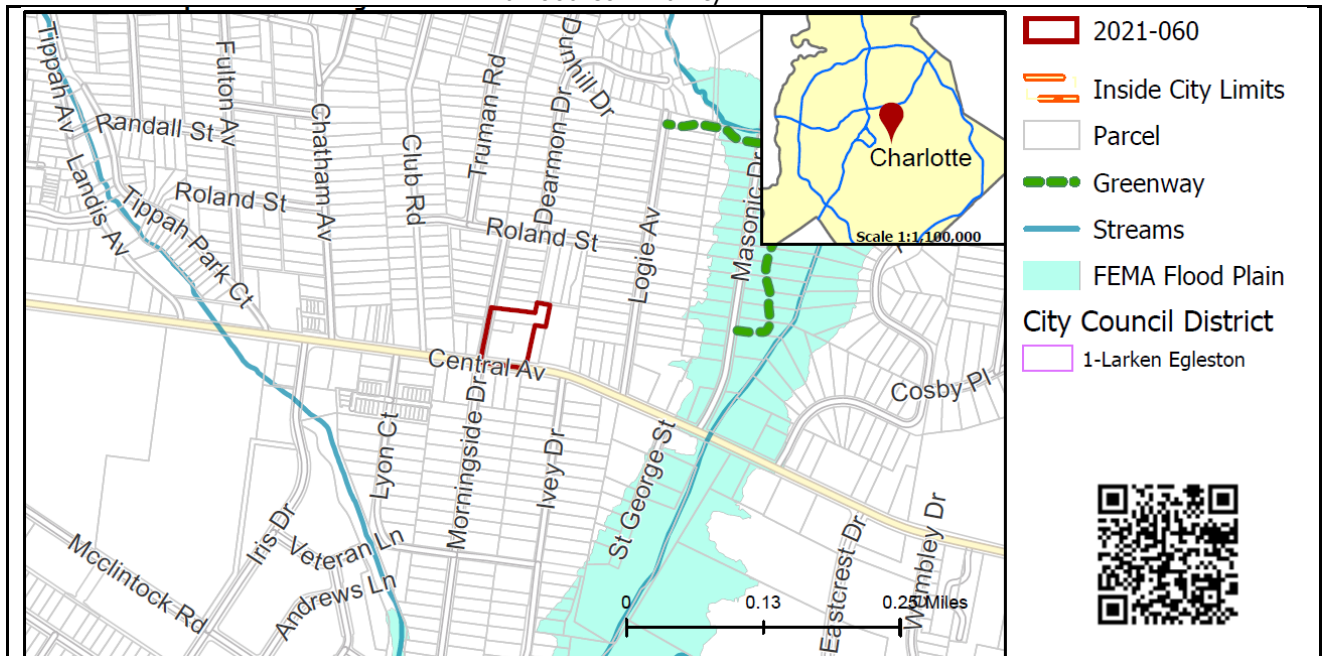 Tippah Av
Fulton Av
Randall St
Chatham Av
Club Rd
Truman Rd
Dearmon Dr
Dunhill Dr
Landis Av
Roland St
Tippah Park Ct
Roland St
Logie Av
Masonic Dr
Charlotte
Scale 1:1,100,000
Central Av
Cosby Pl
Lyon Ct
Morningside Dr
Ivey Dr
St George St
Iris Dr
Veteran Ln
Mcclintock Rd
Andrews Ln
Eastcrest Dr
Wumbley Dr
0 0.13 0.25 Miles
2021-060
Inside City Limits
Parcel
Greenway
Streams
FEMA Flood Plain
City Council District
1-Larken Egleston